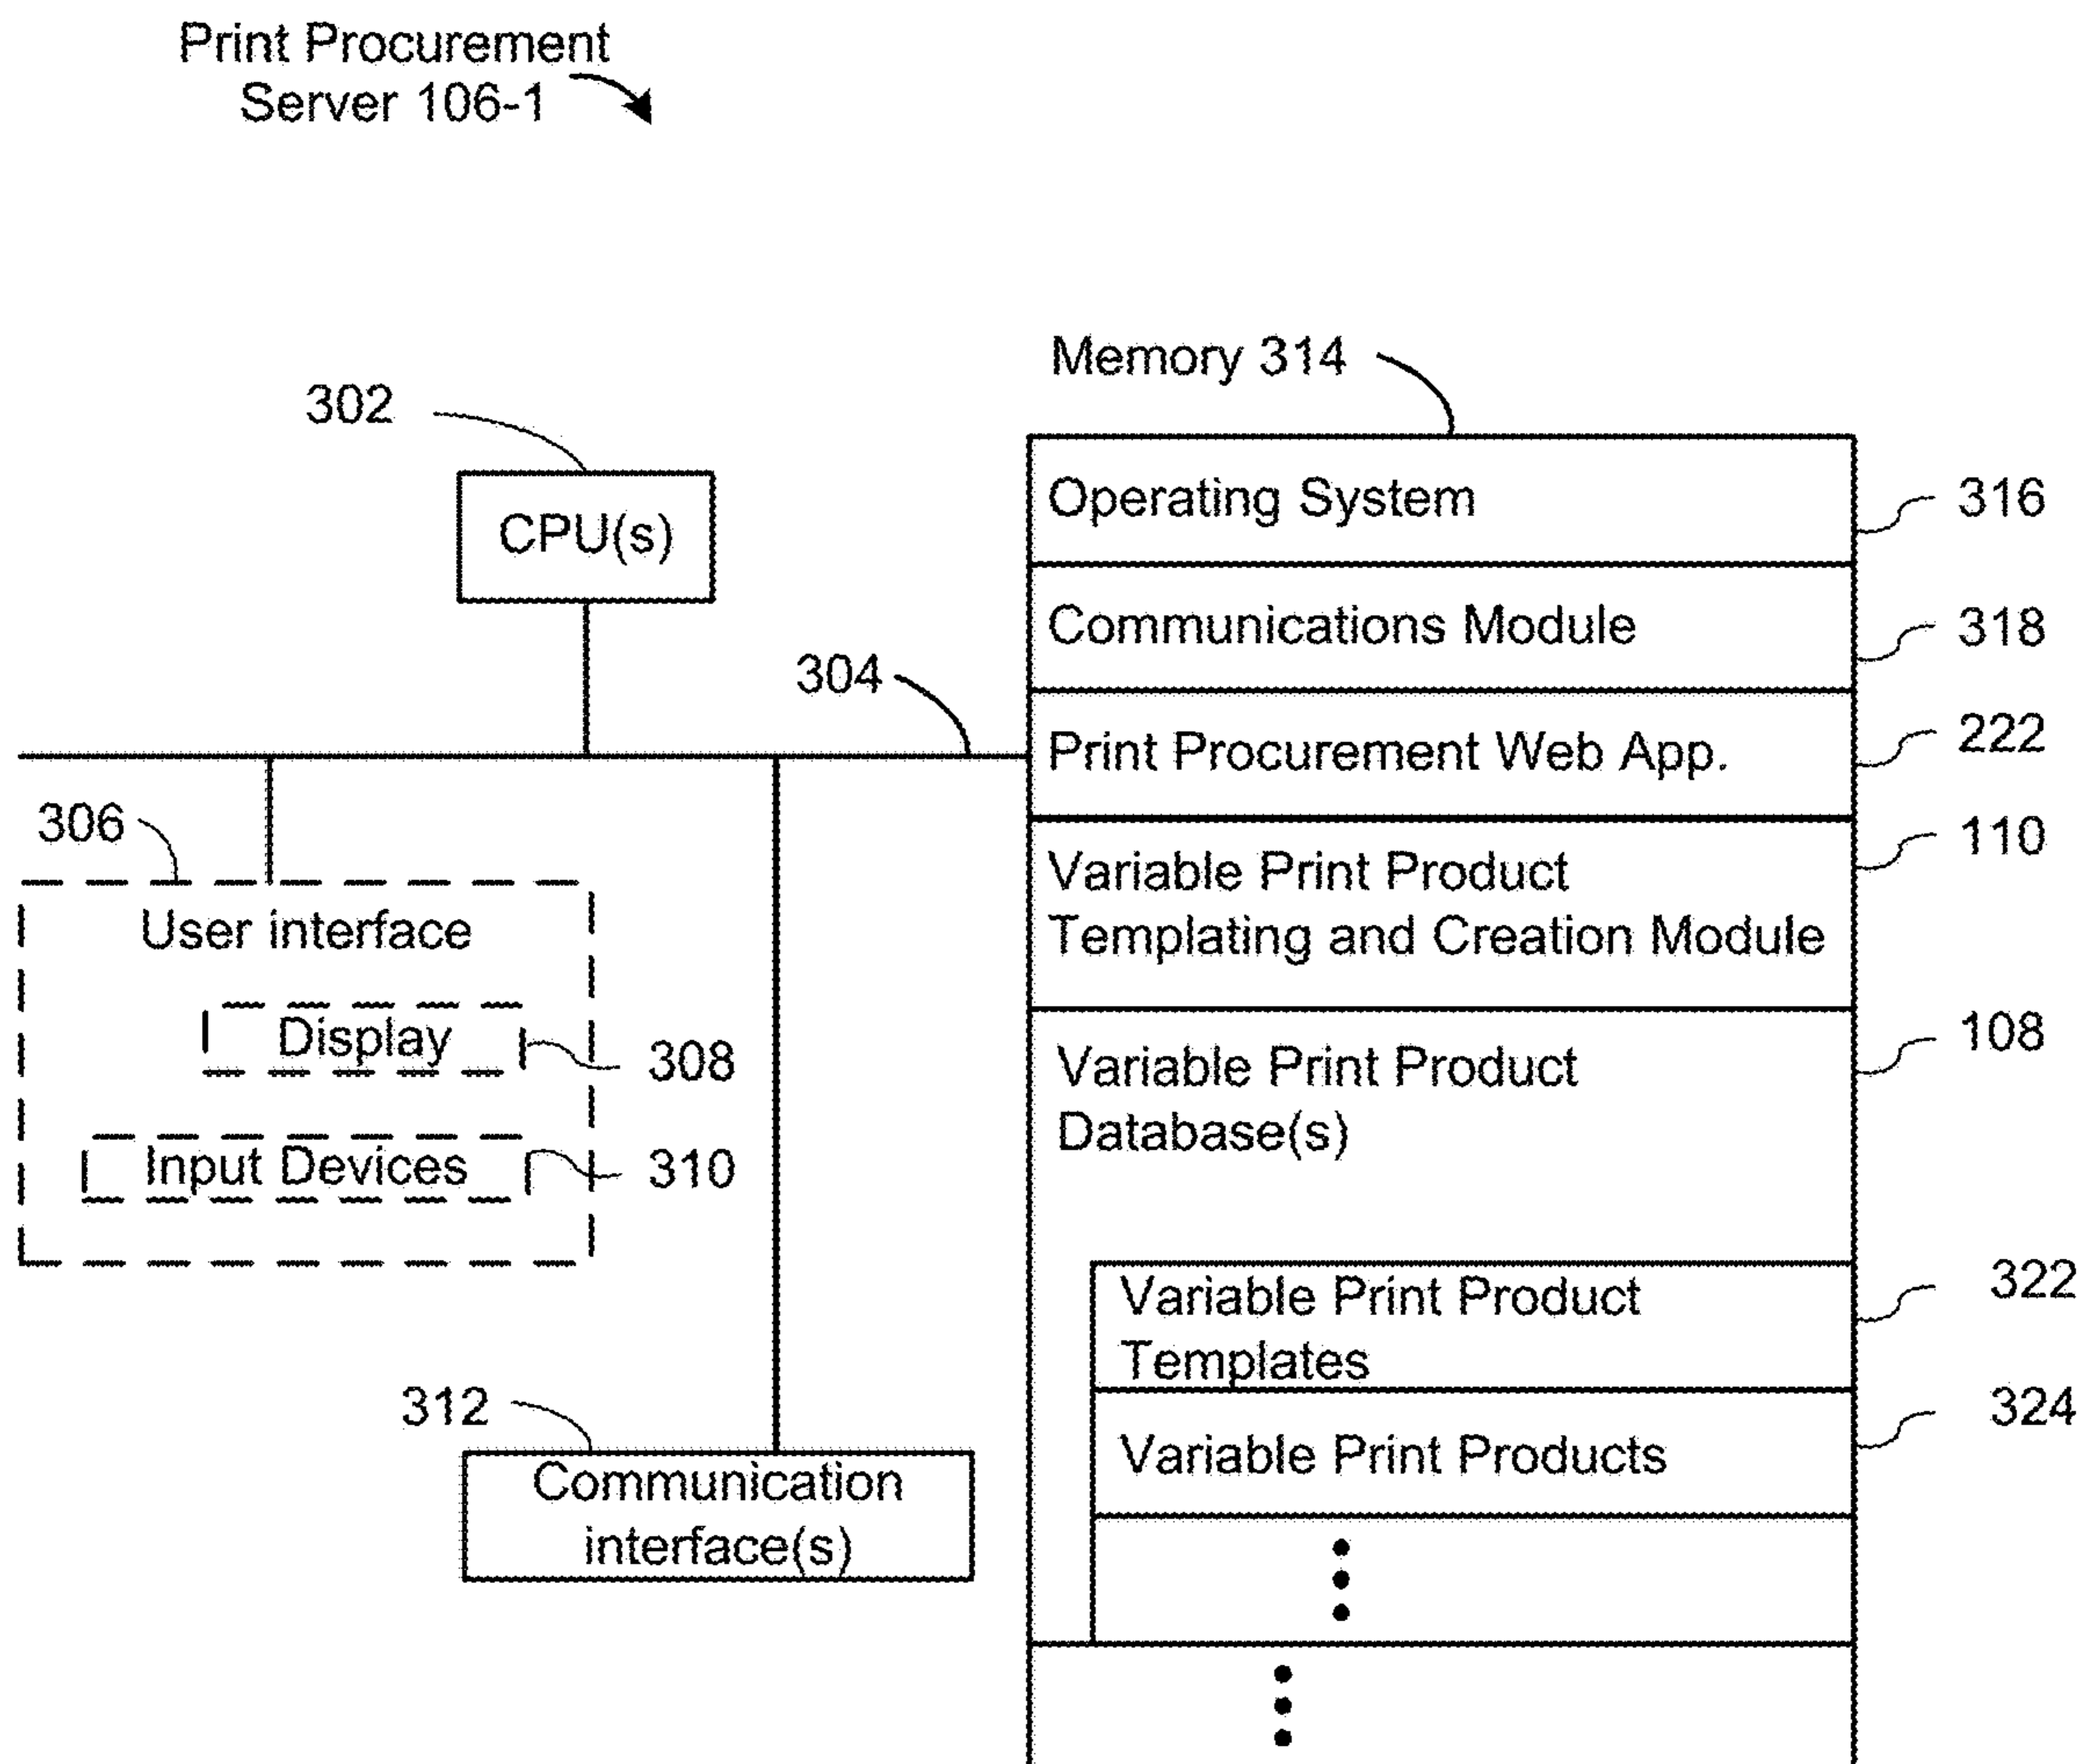 Print Procurement
Server 106-1
Memory 314
302
CPU(s)
Operating System
316
Communications Module
318
304
Print Procurement Web App.
222
306
Variable Print Product
Templating and Creation Module
110
User interface
Display
308
Input Devices
310
Variable Print Product
Database(s)
108
Variable Print Product
Templates
322
312
Communication
interface(s)
Variable Print Products
324